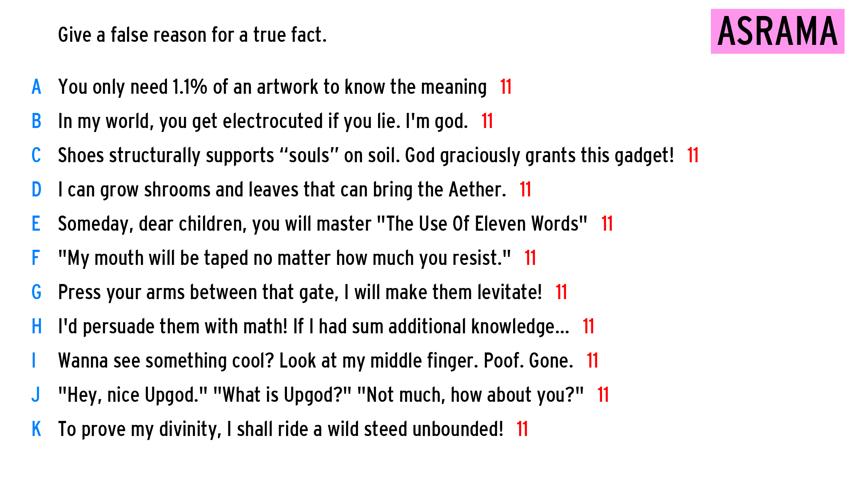 Give a false reason for a true fact.
ASRAMA
A You only need 1.1% of an artwork to know the meaning 11
B In my world, you get electrocuted if you lie. I'm god. 11
C Shoes structurally supports “souls” on soil. God graciously grants this gadget! 11
D I can grow shrooms and leaves that can bring the Aether. 11
E Someday, dear children, you will master "The Use Of Eleven Words" 11
F "My mouth will be taped no matter how much you resist." 11
G Press your arms between that gate, I will make them levitate! 11
H I'd persuade them with math! If I had sum additional knowledge... 11
I Wanna see something cool? Look at my middle finger. Poof. Gone. 11
J "Hey, nice Upgod." "What is Upgod?" "Not much, how about you?" 11
K To prove my divinity, I shall ride a wild steed unbounded! 11